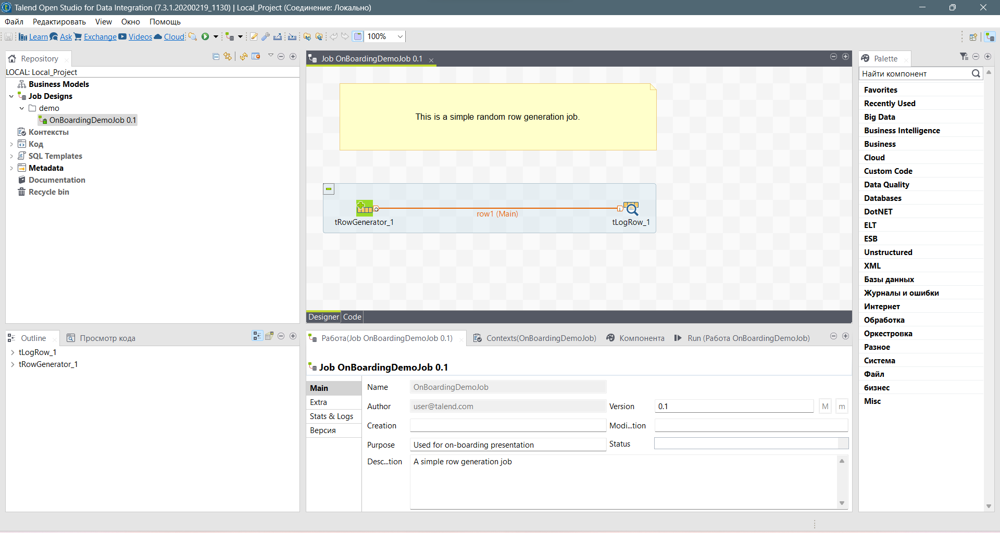 Talend Open Studio for Data Integration (7.3.1.20200219_1130) | Local_Project (Соединение: Локально)
Файл Редактировать View Окно Помощь
Learn Ask Exchange Videos Cloud 100%
Repository
LOCAL: Local_Project
Business Models
Job Designs
demo
OnBoardingDemoJob 0.1
Контексты
Код
SQL Templates
Metadata
Documentation
Recycle bin
Job OnBoardingDemoJob 0.1
This is a simple random row generation job.
row1 (Main)
tRowGenerator_1 tLogRow_1
Designer Code
Palette
Найти компонент
Favorites
Recently Used
Big Data
Business Intelligence
Business
Cloud
Custom Code
Data Quality
Databases
DotNET
ELT
ESB
Unstructured
XML
Базы данных
Журналы и ошибки
Интернет
Обработка
Оркестровка
Разное
Система
Файл
бизнес
Misc
Outline Просмотр кода
tLogRow_1
tRowGenerator_1
Работа(Job OnBoardingDemoJob 0.1) Contexts(OnBoardingDemoJob) Компонента Run (Работа OnBoardingDemoJob)
Job OnBoardingDemoJob 0.1
Main
Extra
Stats & Logs
Версия
Name OnBoardingDemoJob
Author user@talend.com Version 0.1 M m
Creation Modi...tion
Purpose Used for on-boarding presentation Status
Desc...tion A simple row generation job